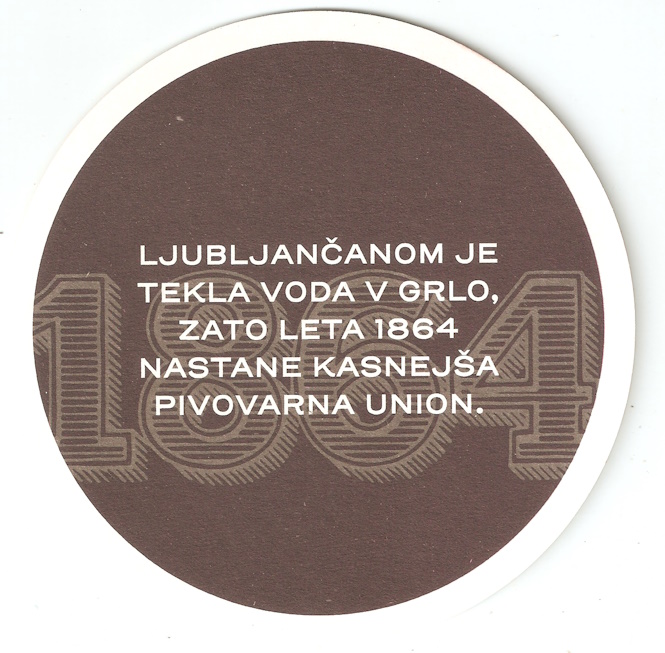 LJUBLJANČANOM JE
TEKLA VODA V GRLO,
ZATO LETA 1864
NASTANE KASNEJŠA
PIVOVARNA UNION.
1864